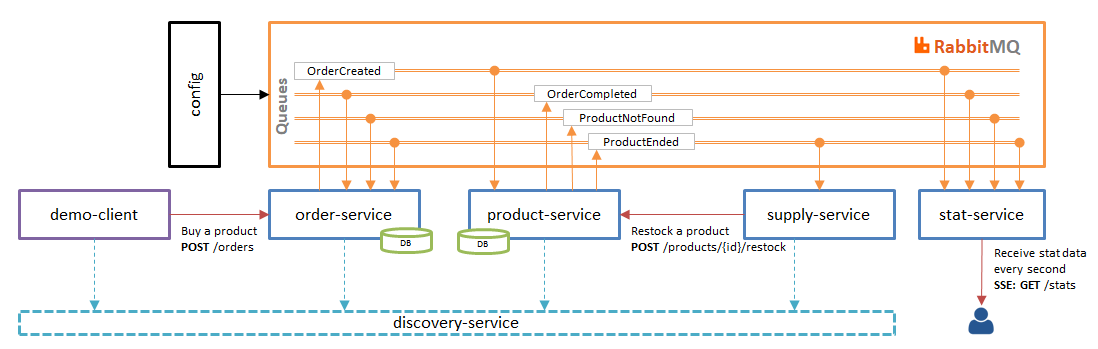 config
Queues
RabbitMQ
OrderCreated
OrderCompleted
ProductNotFound
ProductEnded
demo-client
Buy a product
POST /orders
order-service
DB
product-service
DB
Restock a product
POST /products/{id}/restock
supply-service
stat-service
Receive stat data
every second
SSE: GET /stats
discovery-service